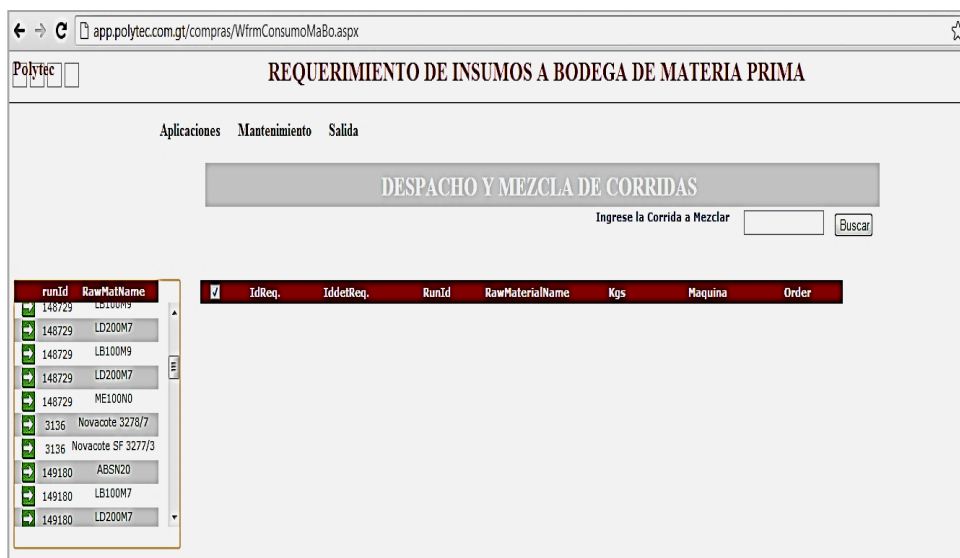 app.polytec.com.gt/compras/WfrmConsumoMaBo.aspx
Polytec
REQUERIMIENTO DE INSUMOS A BODEGA DE MATERIA PRIMA
Aplicaciones Mantenimiento Salida
DESPACHO Y MEZCLA DE CORRIDAS
Ingrese la Corrida a Mezclar Buscar
runId RawMatName
148729 LB100M9
148729 LD200M7
148729 LB100M9
148729 LD200M7
148729 ME100N0
3136 Novacote 3278/7
3136 Novacote SF 3277/3
149180 ABSN20
149180 LB100M7
149180 LD200M7
IdReq. IddetReq. RunId RawMaterialName Kgs Maquina Order